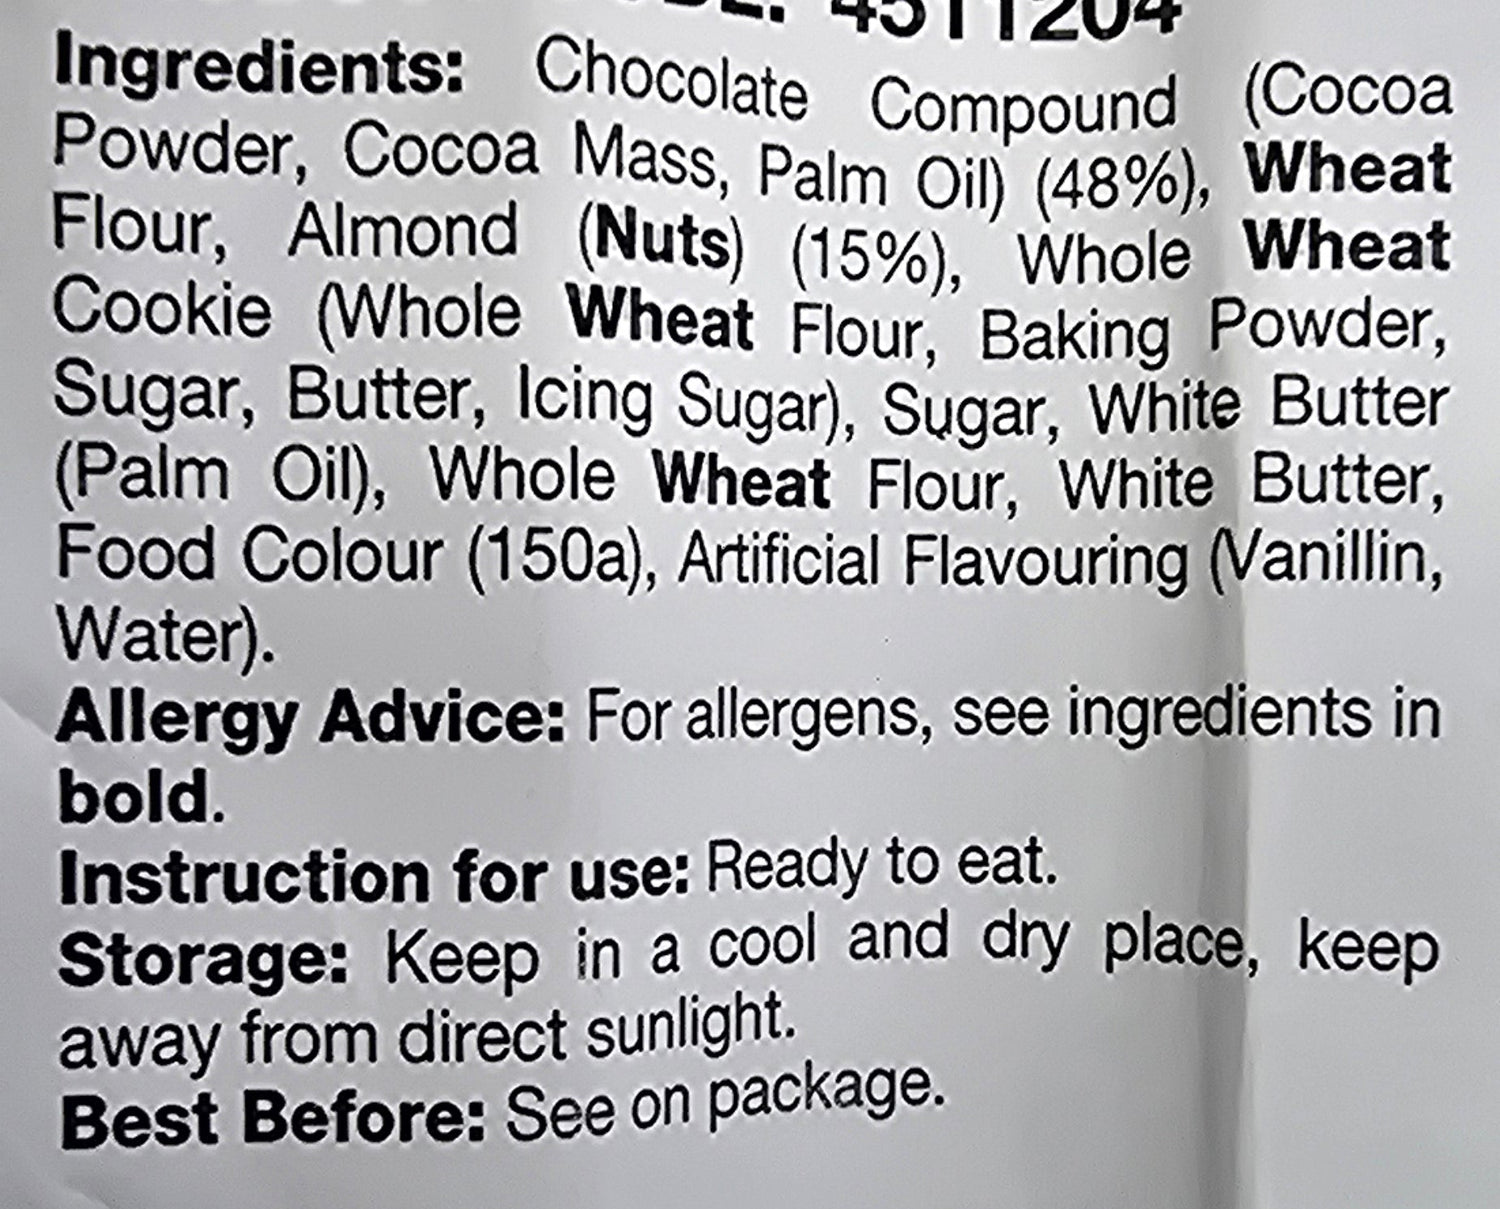 4511204
Ingredients: Chocolate Compound (Cocoa
Powder, Cocoa Mass, Palm Oil) (48%), Wheat
Flour, Almond (Nuts) (15%), Whole Wheat
Cookie (Whole Wheat Flour, Baking Powder,
Sugar, Butter, Icing Sugar), Sugar, White Butter
(Palm Oil), Whole Wheat Flour, White Butter,
Food Colour (150a), Artificial Flavouring (Vanillin,
Water).
Allergy Advice: For allergens, see ingredients in
bold.
Instruction for use: Ready to eat.
Storage: Keep in a cool and dry place, keep
away from direct sunlight.
Best Before: See on package.